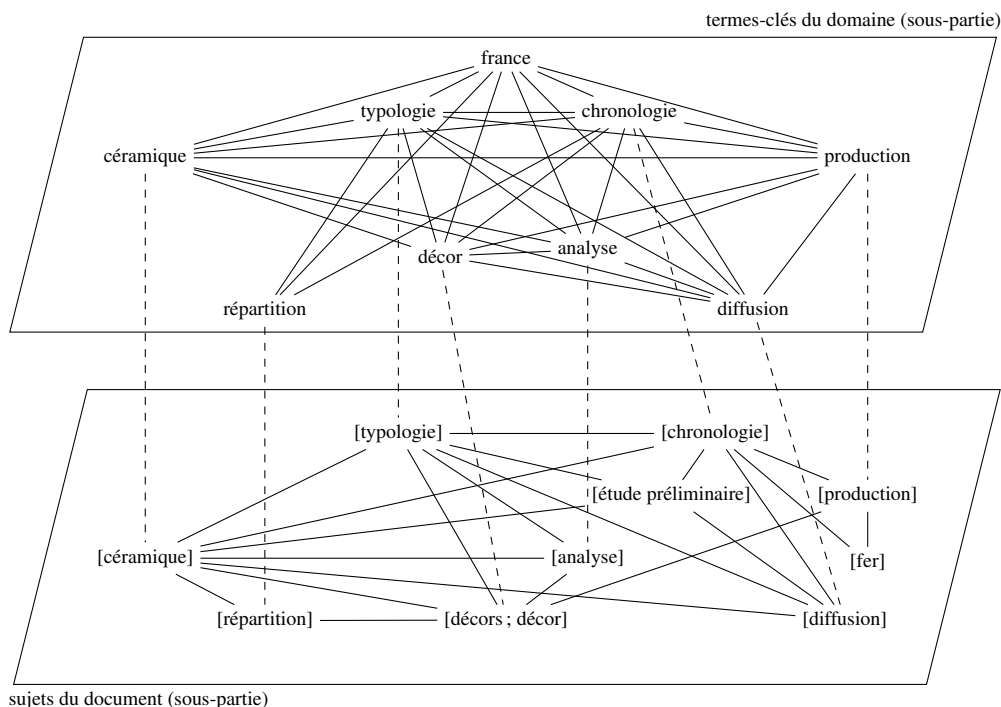 termes-clés du domaine (sous-partie)
france
typologie
chronologie
céramique
production
décor
analyse
répartition
diffusion
[typologie]
[chronologie]
[étude préliminaire]
[production]
[céramique]
[analyse]
[fer]
[répartition]
[décors ; décor]
[diffusion]
sujets du document (sous-partie)